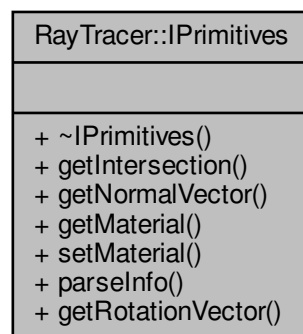 RayTracer::IPrimitives
+ ~IPrimitives()
+ getIntersection()
+ getNormalVector()
+ getMaterial()
+ setMaterial()
+ parseInfo()
+ getRotationVector()